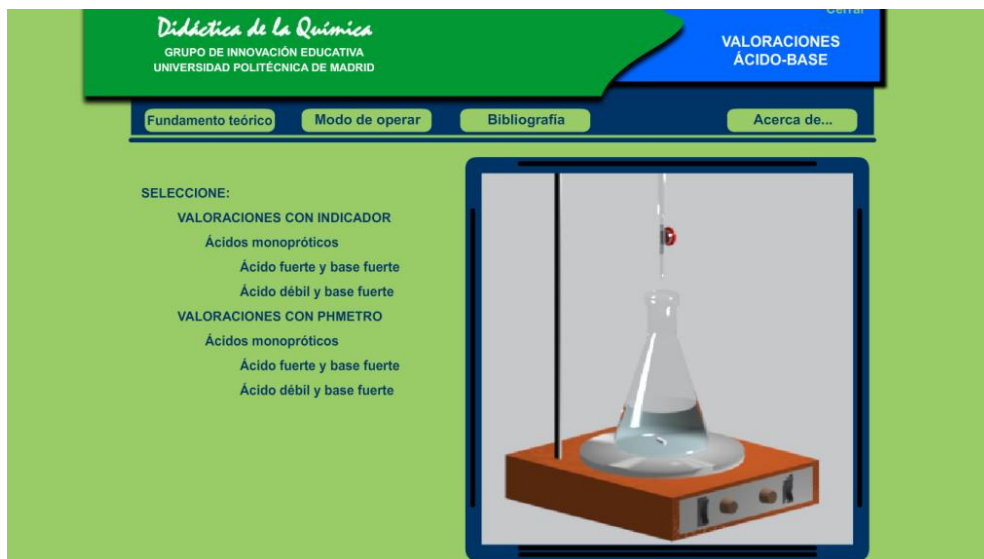 Cerrar
Didáctica de la Química
GRUPO DE INNOVACIÓN EDUCATIVA
UNIVERSIDAD POLITÉCNICA DE MADRID
VALORACIONES
ÁCIDO-BASE
Fundamento teórico
Modo de operar
Bibliografía
Acerca de...
SELECCIONE:
VALORACIONES CON INDICADOR
Ácidos monopróticos
Ácido fuerte y base fuerte
Ácido débil y base fuerte
VALORACIONES CON PHMETRO
Ácidos monopróticos
Ácido fuerte y base fuerte
Ácido débil y base fuerte